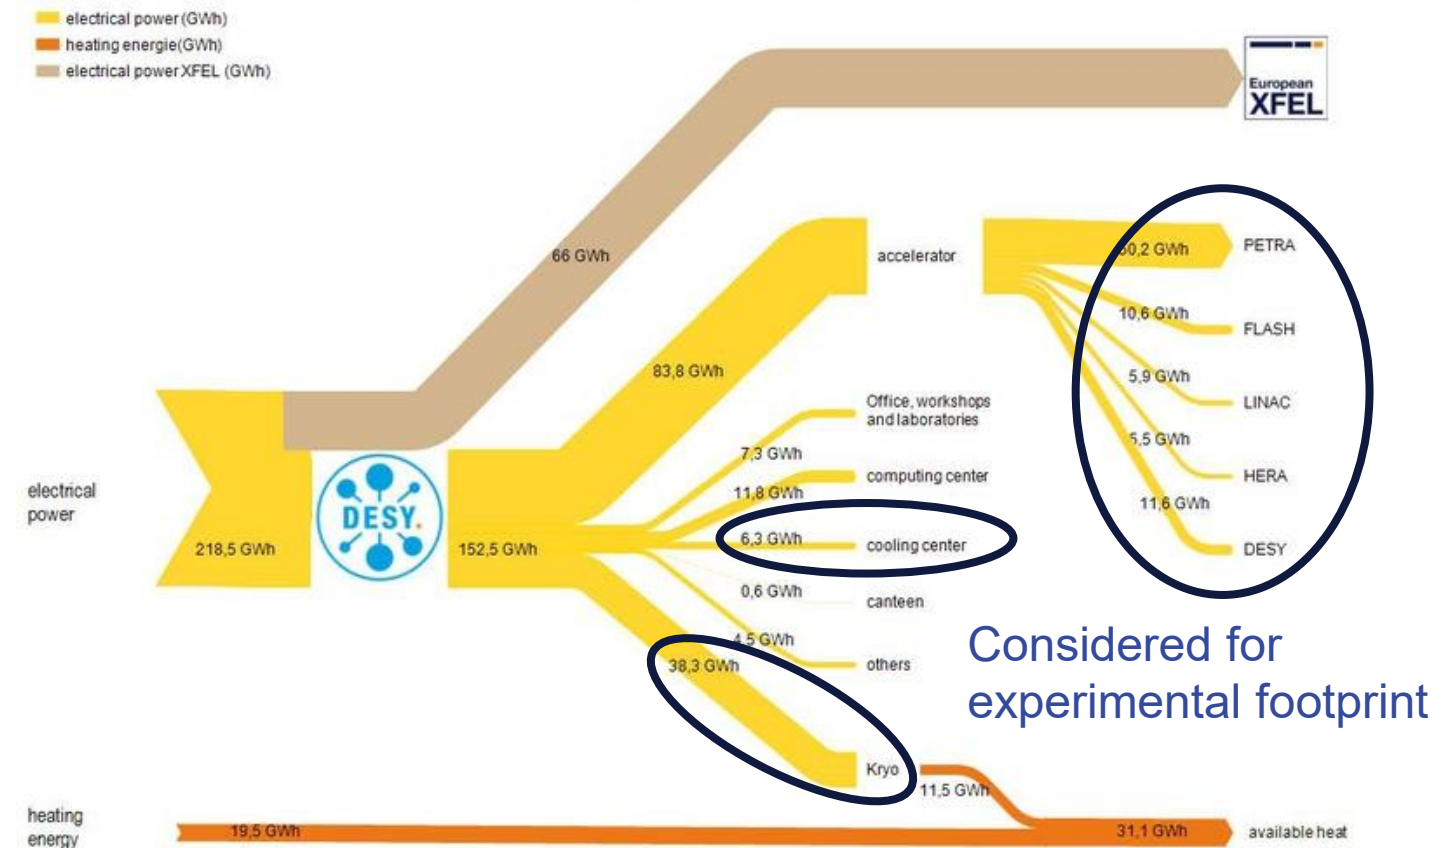 electrical power (GWh)
heating energie(GWh)
electrical power XFEL (GWh)
European
XFEL
66 GWh
accelerator
PETRA
10,6 GWh
FLASH
83,8 GWh
5,9 GWh
LINAC
Office, workshops
and laboratories
7,3 GWh
5,5 GWh
HERA
computing center
11,8 GWh
11,6 GWh
electrical
power
DESY.
218,5 GWh
152,5 GWh
6,3 GWh
cooling center
DESY
0,6 GWh
canteen
4,5 GWh
others
38,3 GWh
Considered for
experimental footprint
Kryo
11,5 GWh
heating
energy
19,5 GWh
31,1 GWh
available heat